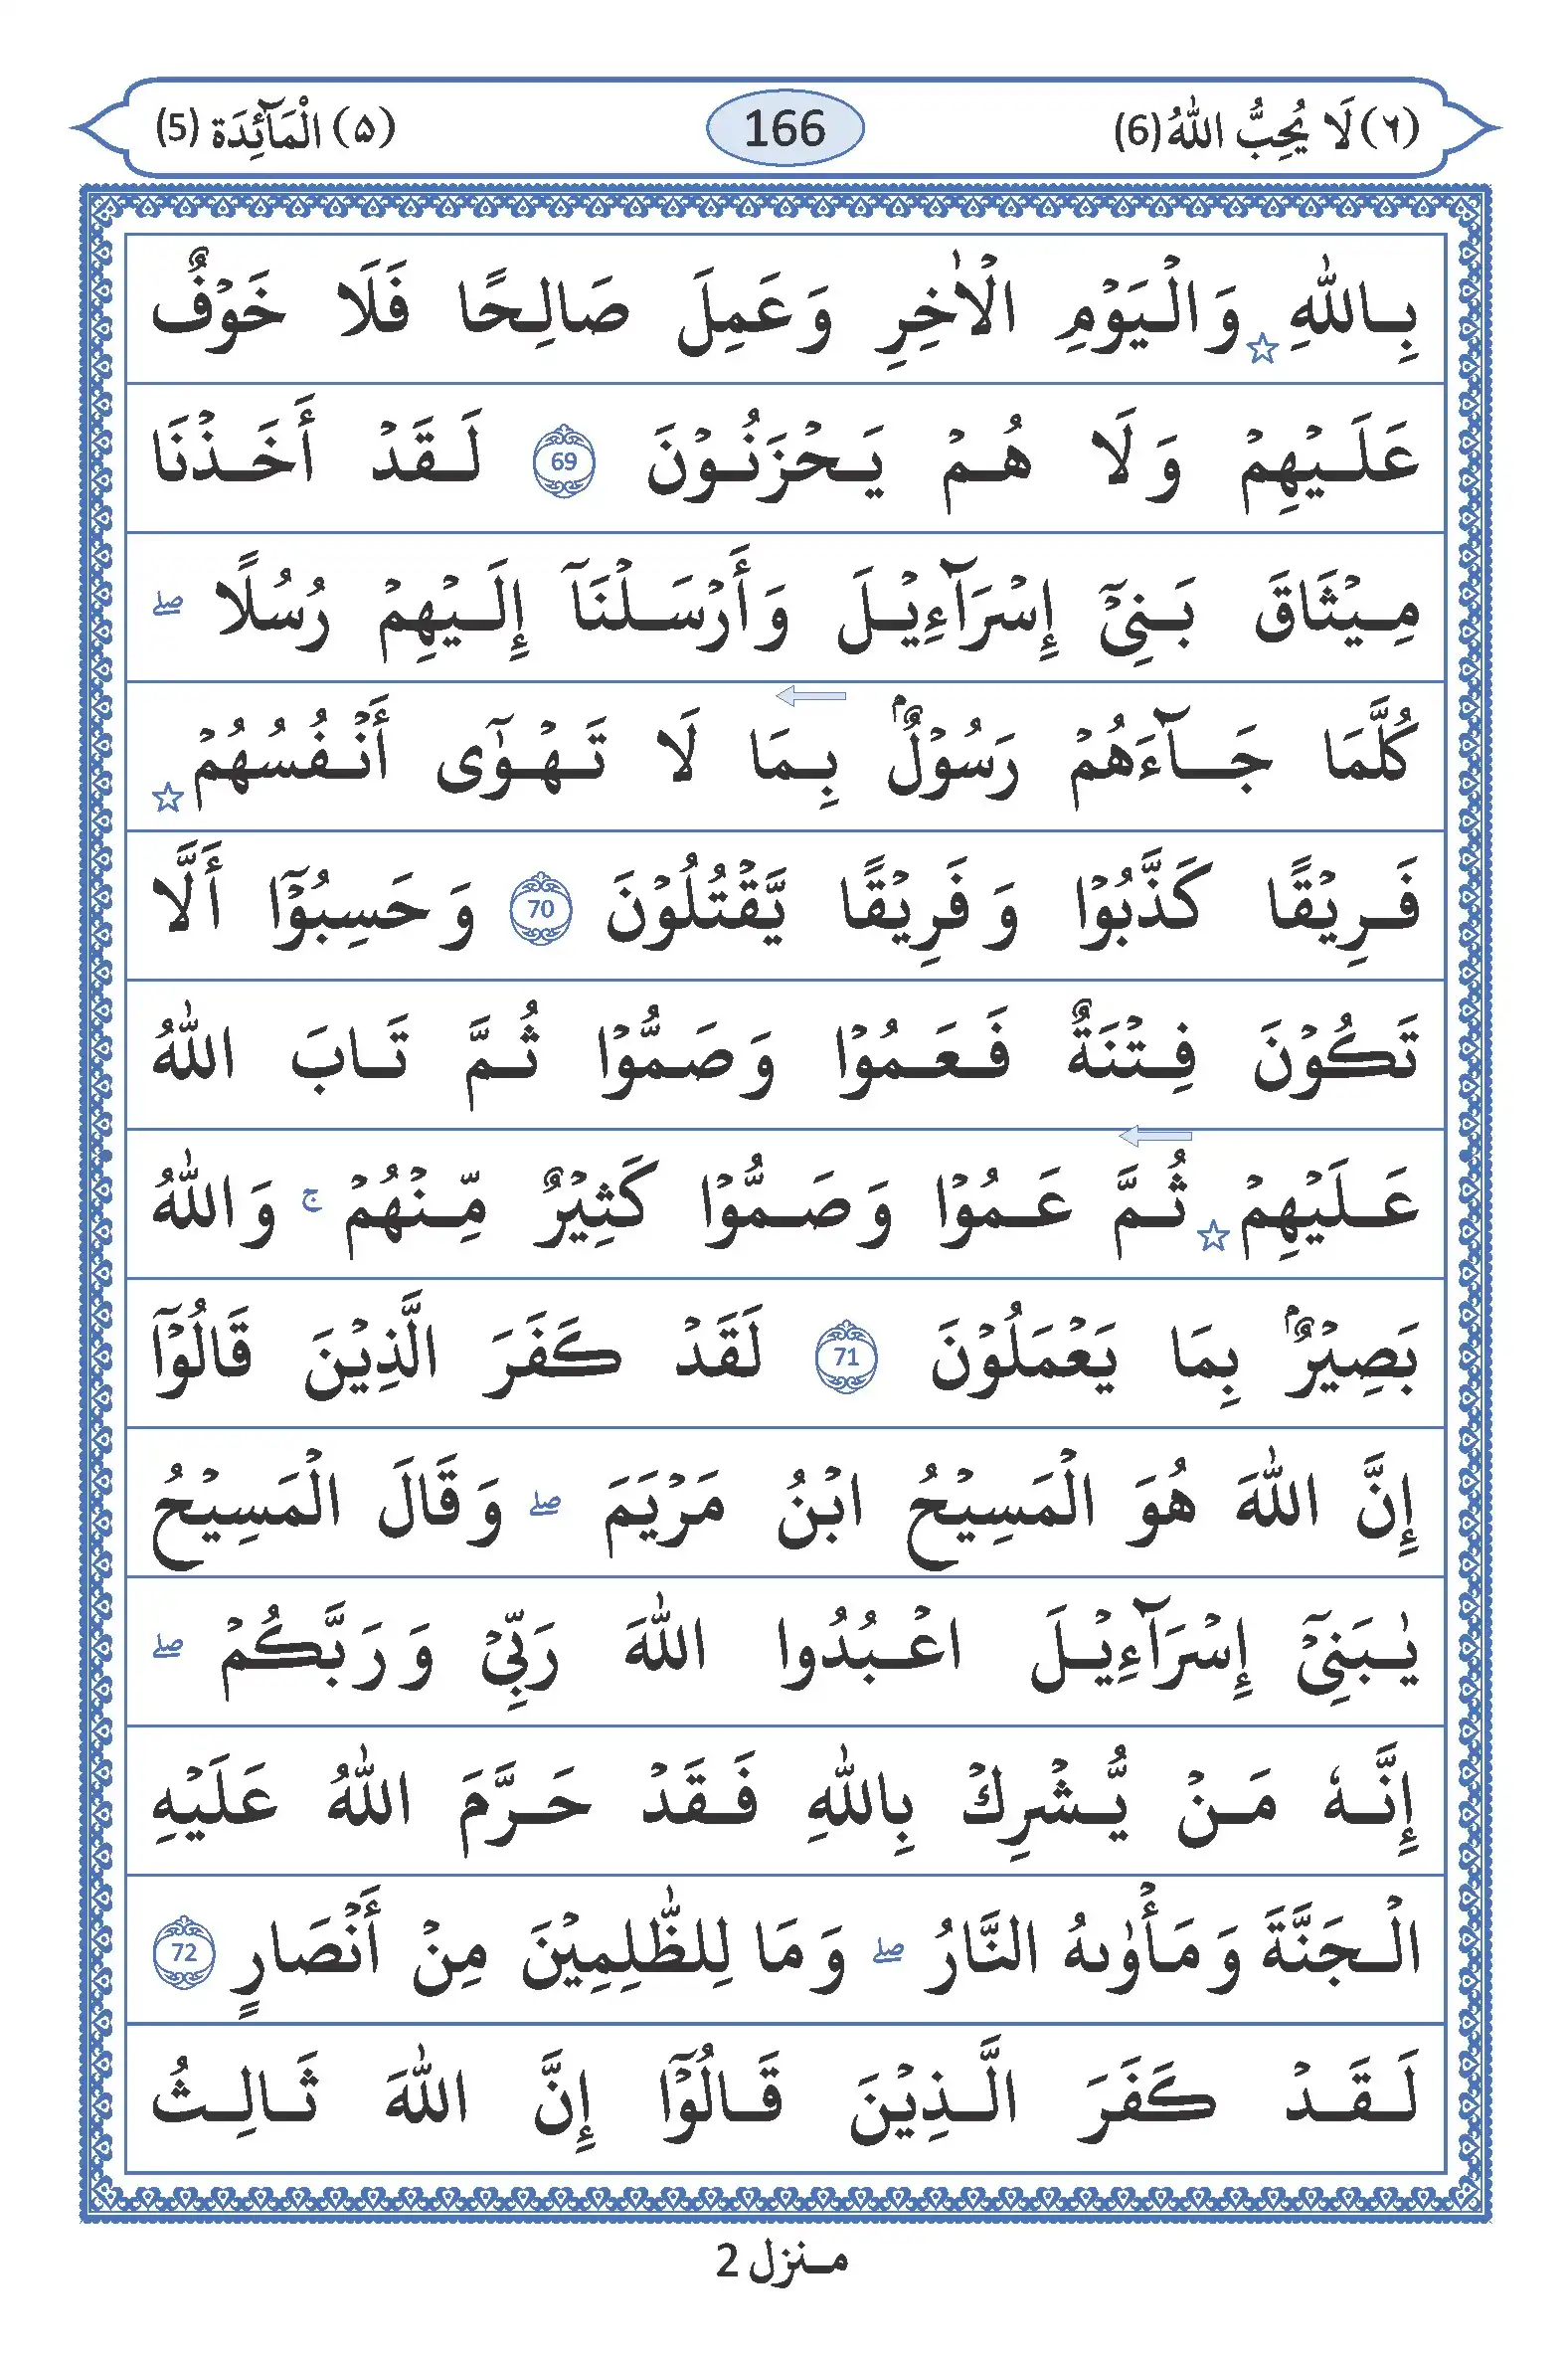 (٦) لَا يُحِبُّ اللّٰهُ (6) 166 (۵) الْمَآئِدَة (5)
بِاللّٰهِ ☆ وَالْيَوْمِ الْاٰخِرِ وَعَمِلَ صَالِحًا فَلَا خَوْفٌ
عَلَيْهِمْ وَلَا هُمْ يَحْزَنُوْنَ 69 لَقَدْ أَخَذْنَا
مِيْثَاقَ بَنِيْٓ إِسْرَآءِيْلَ وَأَرْسَلْنَآ إِلَيْهِمْ رُسُلًا ۖ
كُلَّمَا جَآءَهُمْ رَسُوْلٌۢ بِمَا لَا تَهْوٰٓى أَنْفُسُهُمْ ☆
فَرِيْقًا كَذَّبُوْا وَفَرِيْقًا يَّقْتُلُوْنَ 70 وَحَسِبُوْٓا أَلَّا
تَكُوْنَ فِتْنَةٌ فَعَمُوْا وَصَمُّوْا ثُمَّ تَابَ اللّٰهُ
عَلَيْهِمْ ☆ ثُمَّ عَمُوْا وَصَمُّوْا كَثِيْرٌ مِّنْهُمْ ۚ وَاللّٰهُ
بَصِيْرٌۢ بِمَا يَعْمَلُوْنَ 71 لَقَدْ كَفَرَ الَّذِيْنَ قَالُوْٓا
إِنَّ اللّٰهَ هُوَ الْمَسِيْحُ ابْنُ مَرْيَمَ ۖ وَقَالَ الْمَسِيْحُ
يٰبَنِيْٓ إِسْرَآءِيْلَ اعْبُدُوا اللّٰهَ رَبِّيْ وَرَبَّكُمْ ۖ
إِنَّهٗ مَنْ يُّشْرِكْ بِاللّٰهِ فَقَدْ حَرَّمَ اللّٰهُ عَلَيْهِ
الْجَنَّةَ وَمَأْوٰىهُ النَّارُ ۖ وَمَا لِلظّٰلِمِيْنَ مِنْ أَنْصَارٍ 72
لَقَدْ كَفَرَ الَّذِيْنَ قَالُوْٓا إِنَّ اللّٰهَ ثَالِثُ
منزل 2